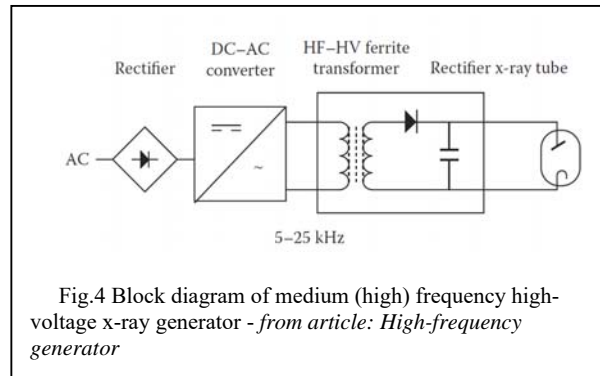 DC–AC
converter
HF–HV ferrite
transformer
Rectifier
Rectifier x-ray tube
AC
~
5–25 kHz
Fig.4 Block diagram of medium (high) frequency high-
voltage x-ray generator - from article: High-frequency
generator